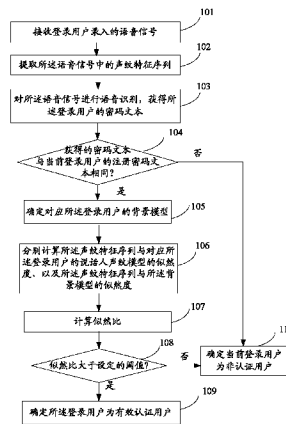 101
接收登录用户录入的语音信号
102
提取所述语音信号中的声纹特征序列
103
对所述语音信号进行语音识别，获得所
述登录用户的密码文本
104
获得的密码文本
与当前登录用户的注册密码文
本相同？
否
是
确定对应所述登录用户的背景模型
105
分别计算所述声纹特征序列与对应所
述登录用户的说话人声纹模型的似然
度、以及所述声纹特征序列与所述背
景模型的似然度
106
计算似然比
107
108
似然比大于设定的阈值？
否
是
11
确定当前登录用户
为非认证用户
确定所述登录用户为有效认证用户
109